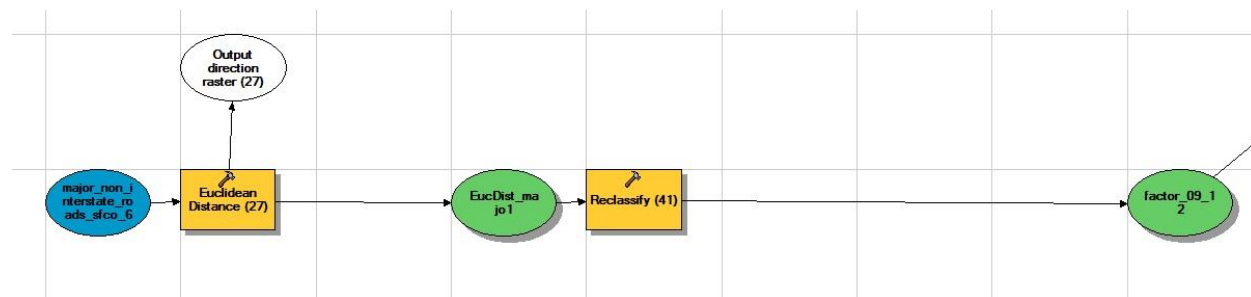 Output
direction
raster (27)
major_non_i
nterstate_ro
ads_sfco_6
Euclidean
Distance (27)
EucDist_ma
jo1
Reclassify (41)
factor_09_1
2